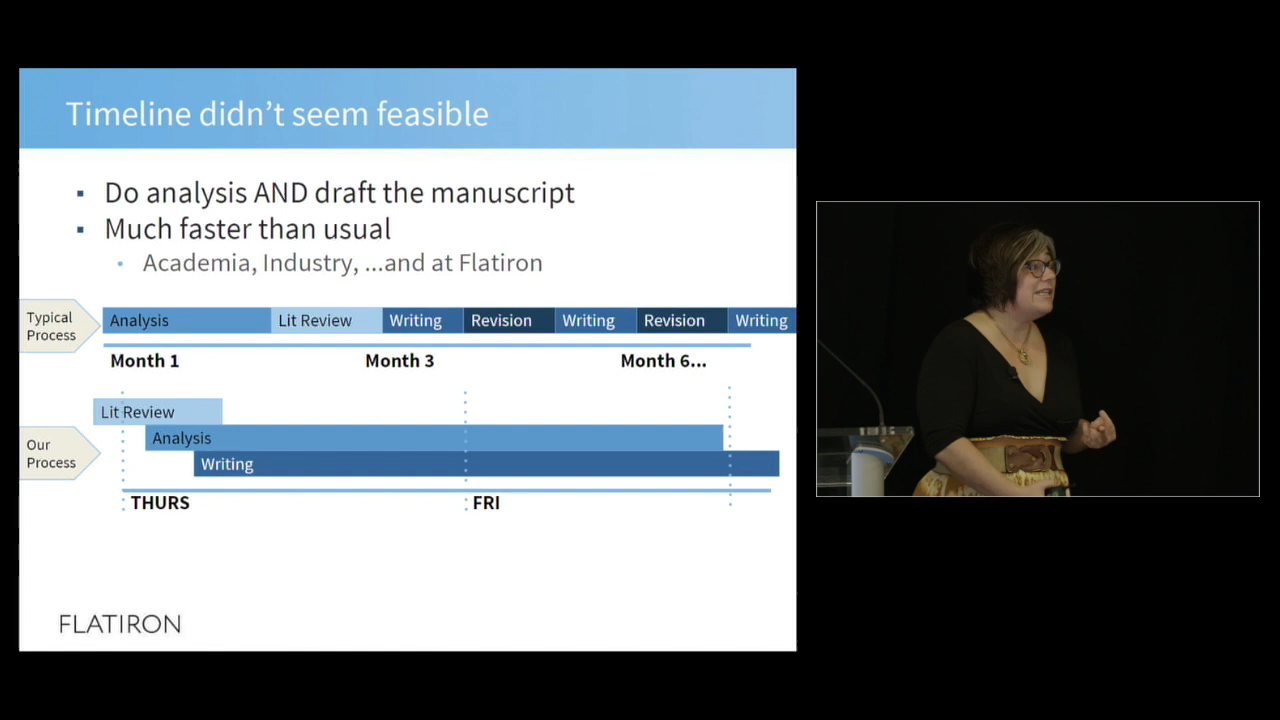 Timeline didn’t seem feasible
Do analysis AND draft the manuscript
Much faster than usual
Academia, Industry, ...and at Flatiron
Typical
Process
Analysis
Lit Review
Writing
Revision
Writing
Revision
Writing
Month 1
Month 3
Month 6...
Lit Review
Our
Process
Analysis
Writing
THURS
FRI
FLATIRON